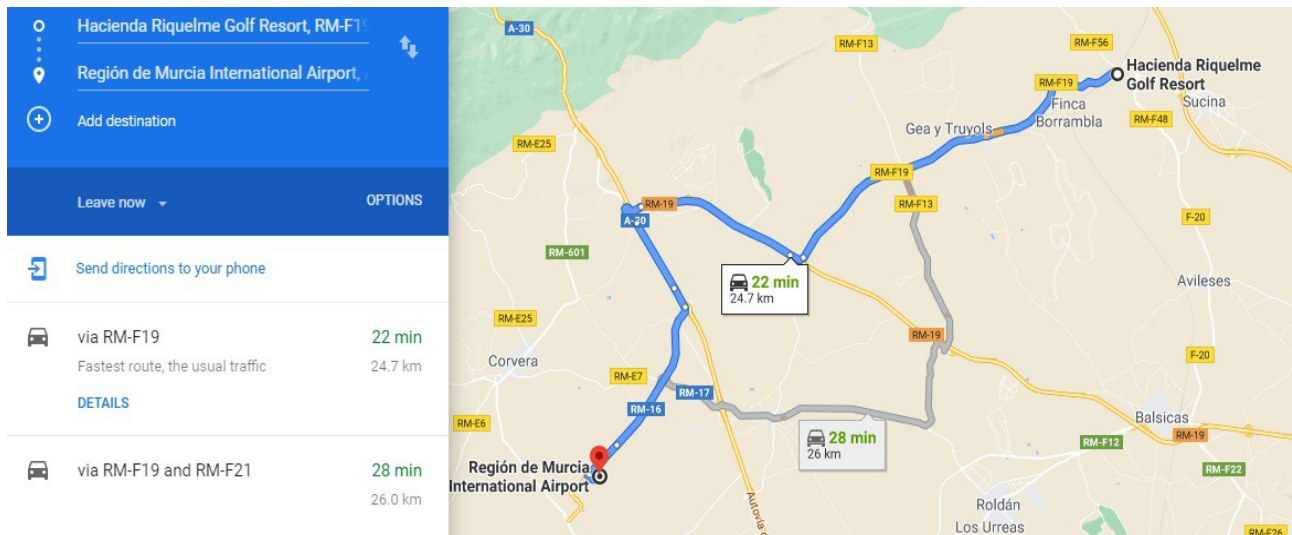 Hacienda Riquelme Golf Resort, RM-F19
Región de Murcia International Airport,
Add destination
Leave now
OPTIONS
Send directions to your phone
via RM-F19
22 min
Fastest route, the usual traffic
24.7 km
DETAILS
via RM-F19 and RM-F21
28 min
26.0 km
A-30
RM-F13
RM-F56
Hacienda Riquelme
Golf Resort
RM-F19
Finca
Borrambla
Sucina
RM-F48
Gea y Truyols
RM-E25
RM-F19
RM-19
RM-F13
A-30
F-20
RM-601
22 min
24.7 km
Avileses
RM-E25
RM-19
Corvera
F-20
RM-E7
RM-17
RM-16
Balsicas
RM-E6
28 min
26 km
RM-F12
RM-19
Región de Murcia
International Airport
RM-F22
Autovía
Roldán
Los Urreas
RM-F26